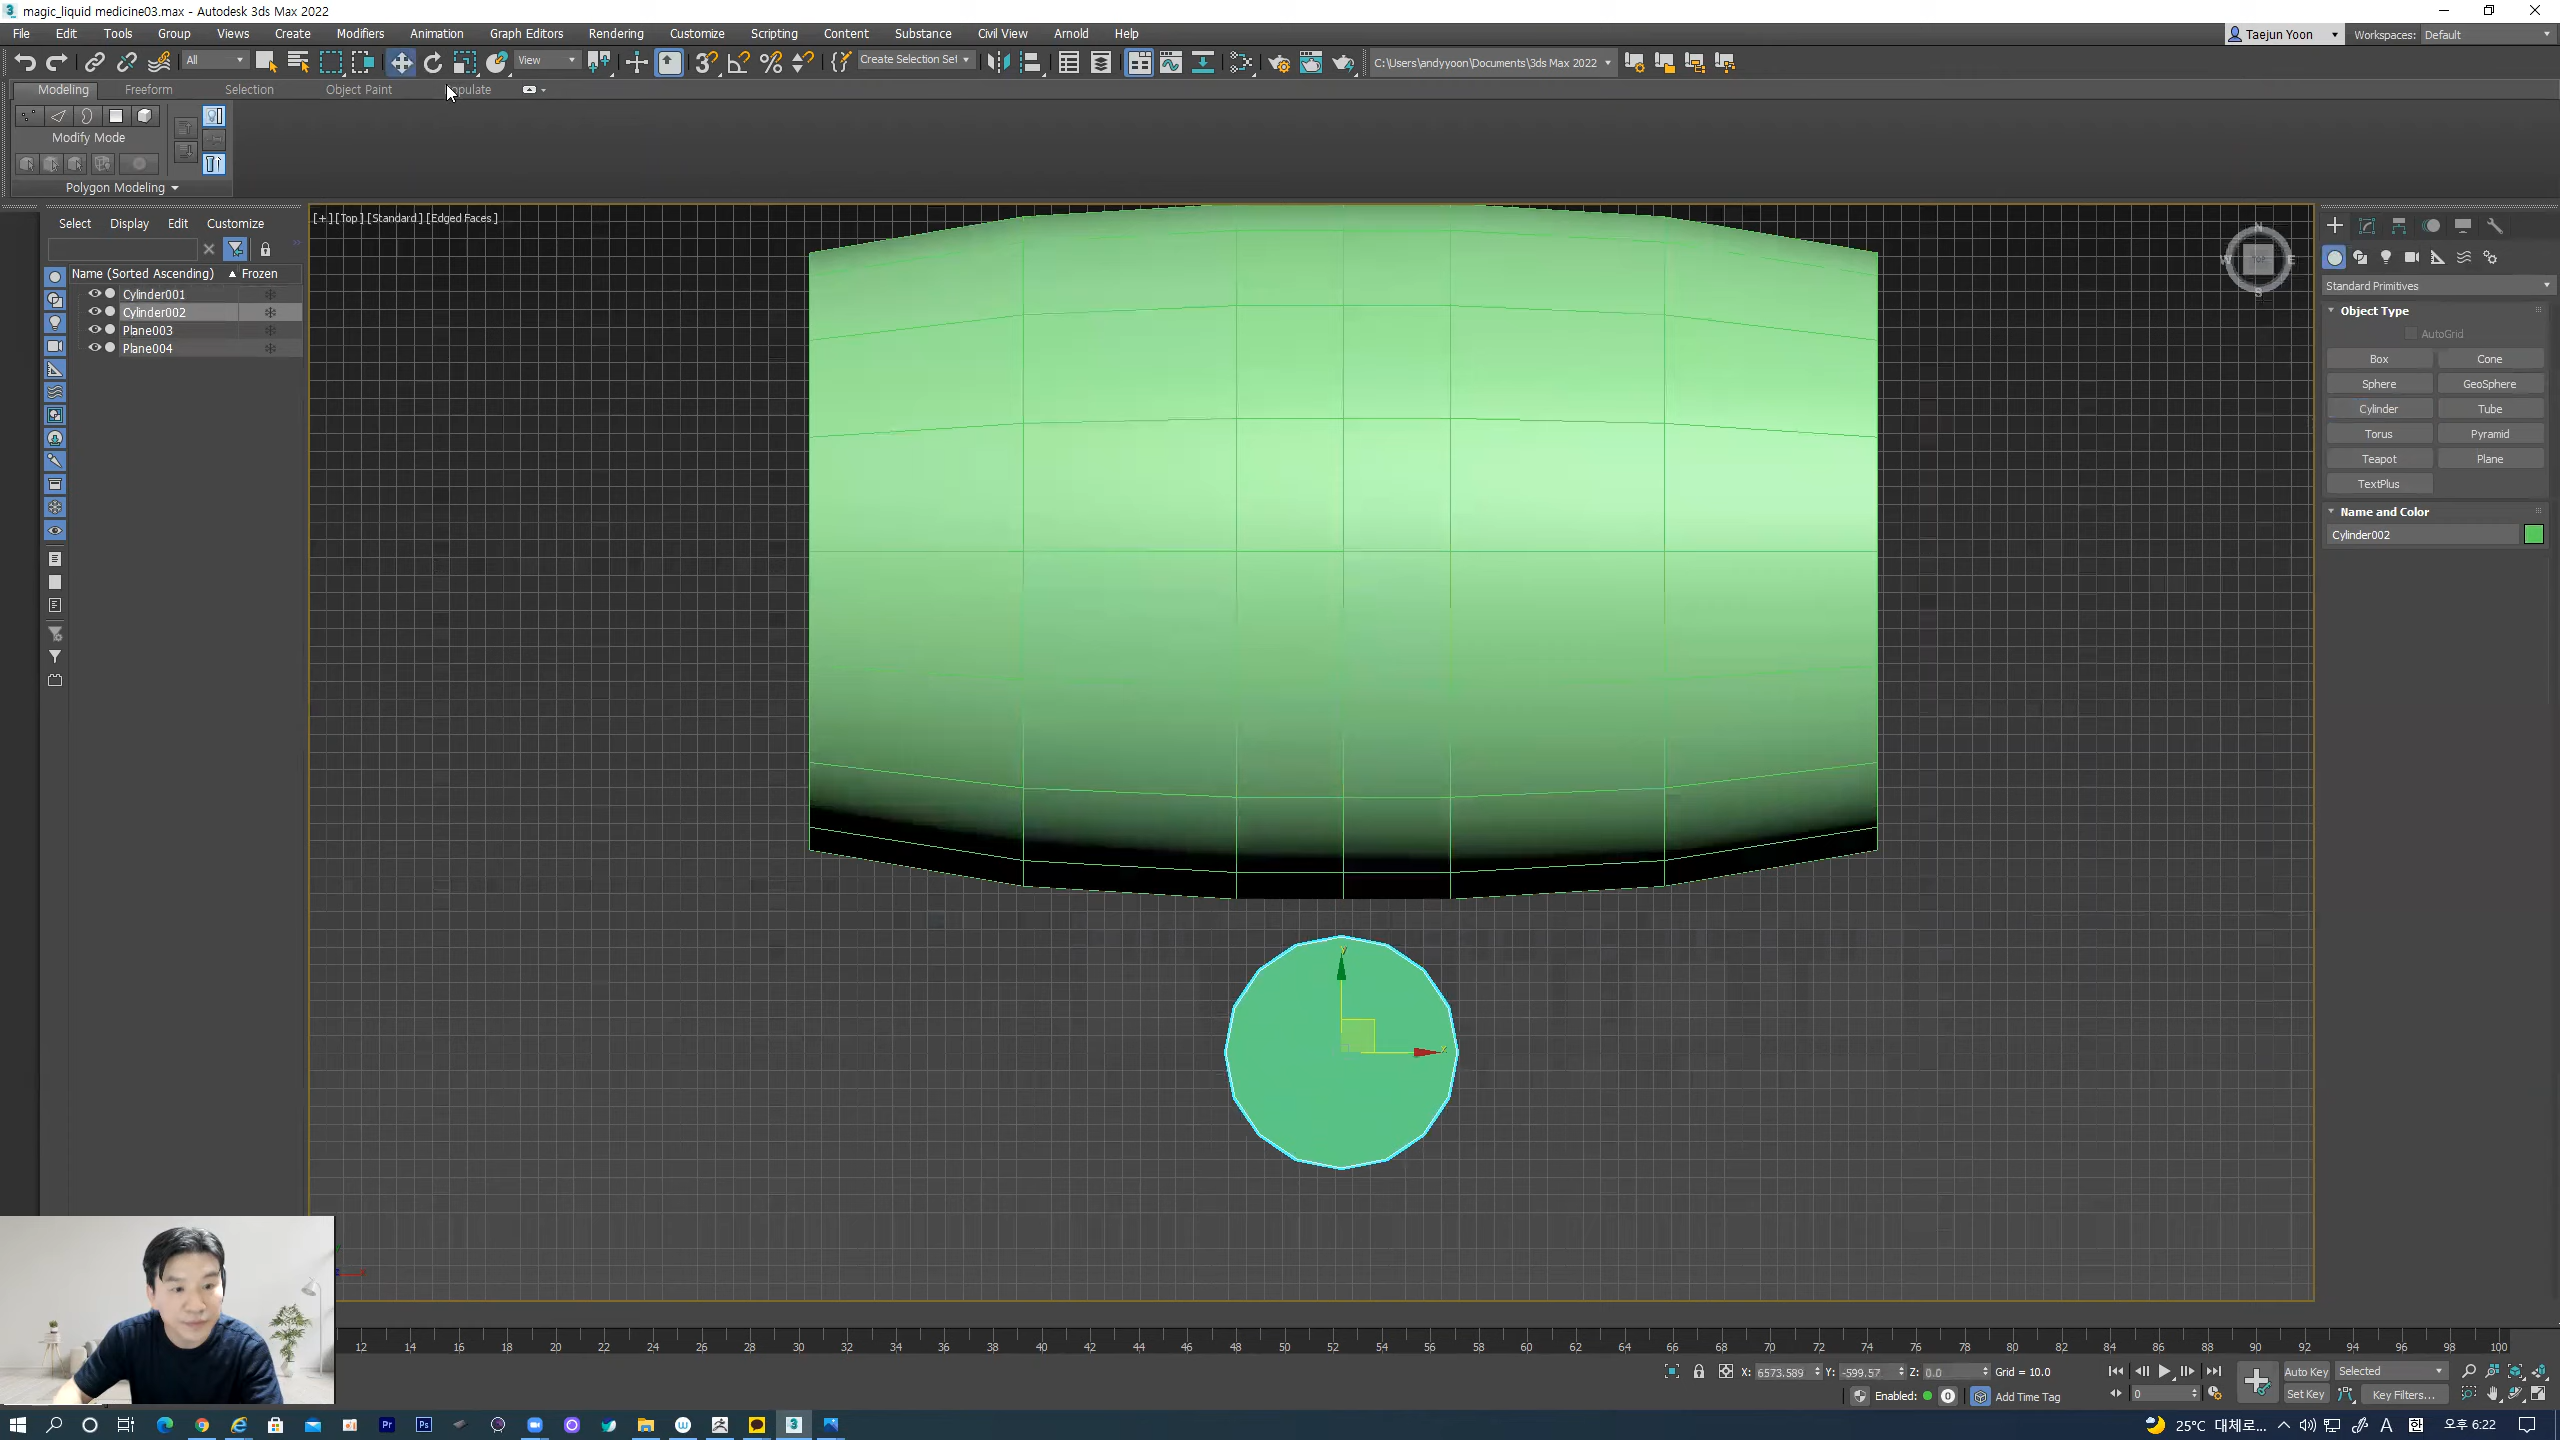 magic_liquid medicine03.max - Autodesk 3ds Max 2022
File Edit Tools Group Views Create Modifiers Animation Graph Editors Rendering Customize Scripting Content Substance Civil View Arnold Help
Taejun Yoon Workspaces: Default
All View Create Selection Set C:\Users\andyyoon\Documents\3ds Max 2022
Modeling Freeform Selection Object Paint
Modify Mode
Polygon Modeling
Select Display Edit Customize
[+] [Top] [Standard] [Edged Faces]
Name (Sorted Ascending) Frozen
Cylinder001
Cylinder002
Plane003
Plane004
N
W E
S
TOP
Standard Primitives
Object Type
AutoGrid
Box Cone
Sphere GeoSphere
Cylinder Tube
Torus Pyramid
Teapot Plane
TextPlus
Name and Color
Cylinder002
y
x
12 14 16 18 20 22 24 26 28 30 32 34 36 38 40 42 44 46 48 50 52 54 56 58 60 62 64 66 68 70 72 74 76 78 80 82 84 86 88 90 92 94 96 98 100
X: 6573.589 Y: -599.57 Z: 0.0 Grid = 10.0
Auto Key Selected
Enabled: 0 Add Time Tag
0 Set Key Key Filters...
25°C 대체로... A 한 오후 6:22